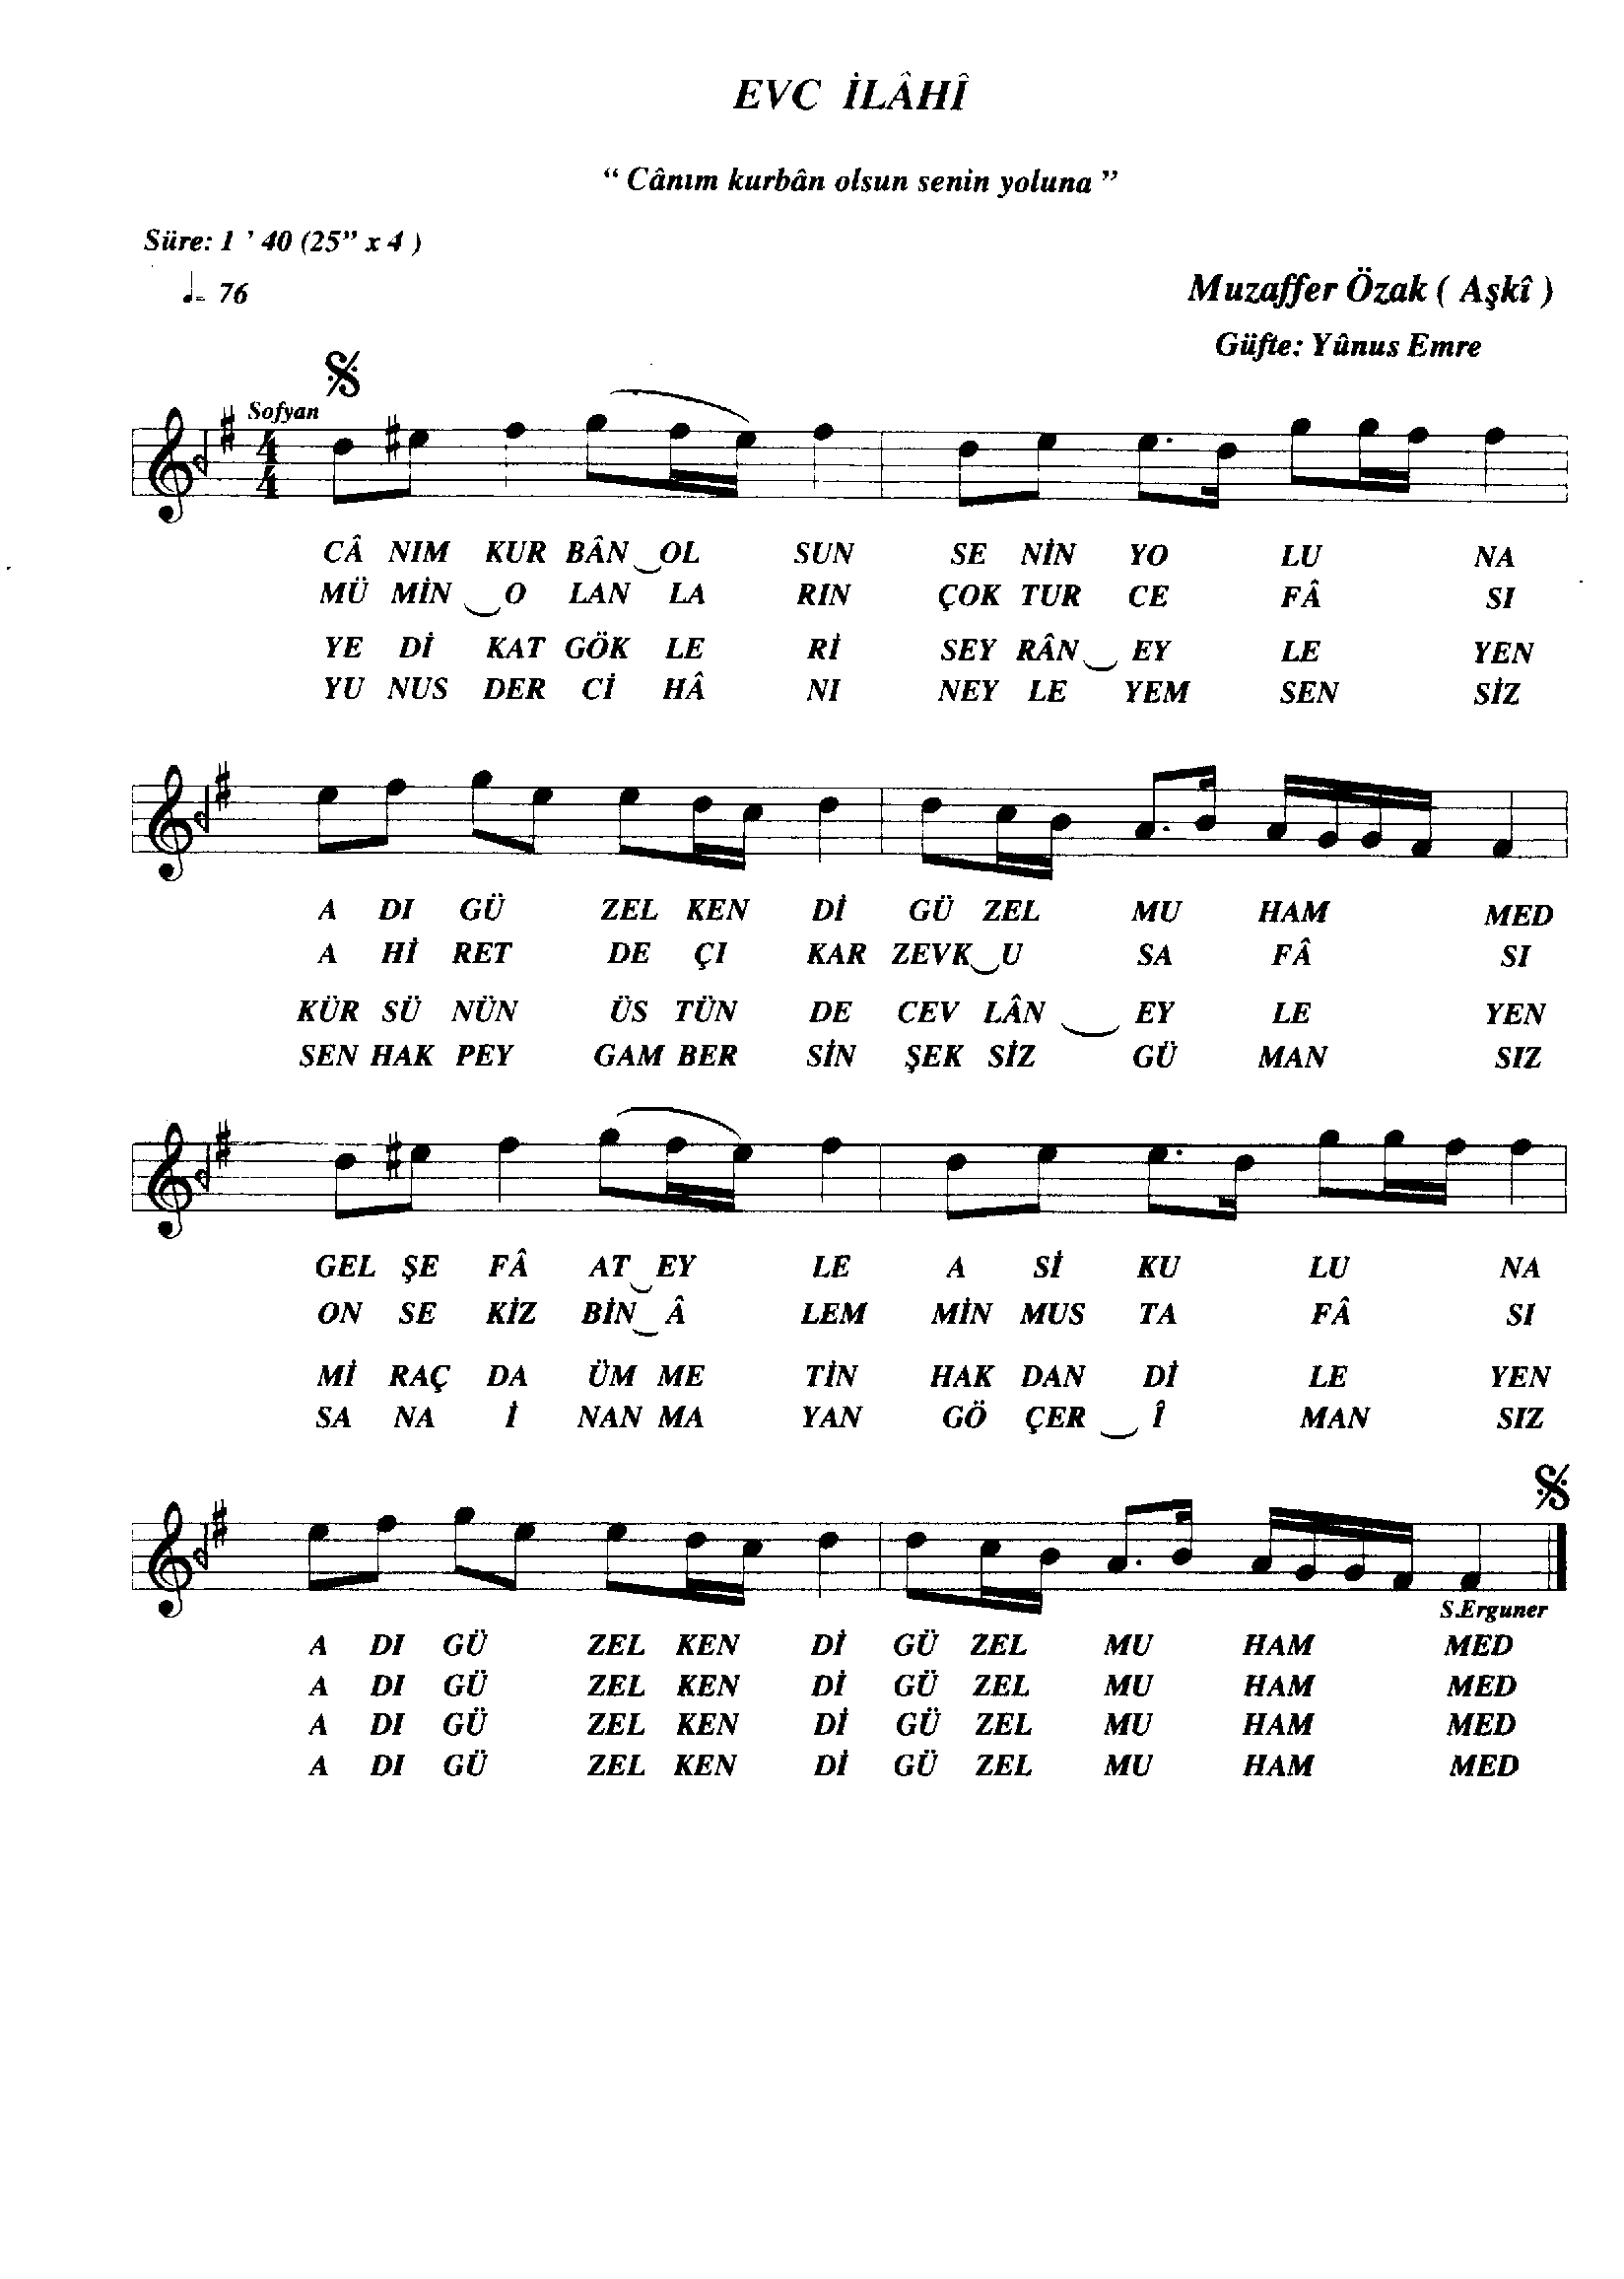 EVC İLÂHÎ
“ Cânım kurbân olsun senin yoluna ”
Süre: 1 ’ 40 (25” x 4 )
♩= 76
Muzaffer Özak ( Aşkî )
Güfte: Yûnus Emre
Sofyan
4/4
CÂ NIM KUR BÂN‿OL SUN SE NİN YO LU NA
MÜ MİN‿O LAN LA RIN ÇOK TUR CE FÂ SI
YE Dİ KAT GÖK LE Rİ SEY RÂN‿EY LE YEN
YU NUS DER Cİ HÂ NI NEY LE YEM SEN SİZ
A DI GÜ ZEL KEN Dİ GÜ ZEL MU HAM MED
A Hİ RET DE ÇI KAR ZEVK‿U SA FÂ SI
KÜR SÜ NÜN ÜS TÜN DE CEV LÂN‿EY LE YEN
SEN HAK PEY GAM BER SİN ŞEK SİZ GÜ MAN SIZ
GEL ŞE FÂ AT‿EY LE A Sİ KU LU NA
ON SE KİZ BİN‿Â LEM MİN MUS TA FÂ SI
Mİ RAÇ DA ÜM ME TİN HAK DAN Dİ LE YEN
SA NA İ NAN MA YAN GÖ ÇER‿Î MAN SIZ
S.Erguner
A DI GÜ ZEL KEN Dİ GÜ ZEL MU HAM MED
A DI GÜ ZEL KEN Dİ GÜ ZEL MU HAM MED
A DI GÜ ZEL KEN Dİ GÜ ZEL MU HAM MED
A DI GÜ ZEL KEN Dİ GÜ ZEL MU HAM MED